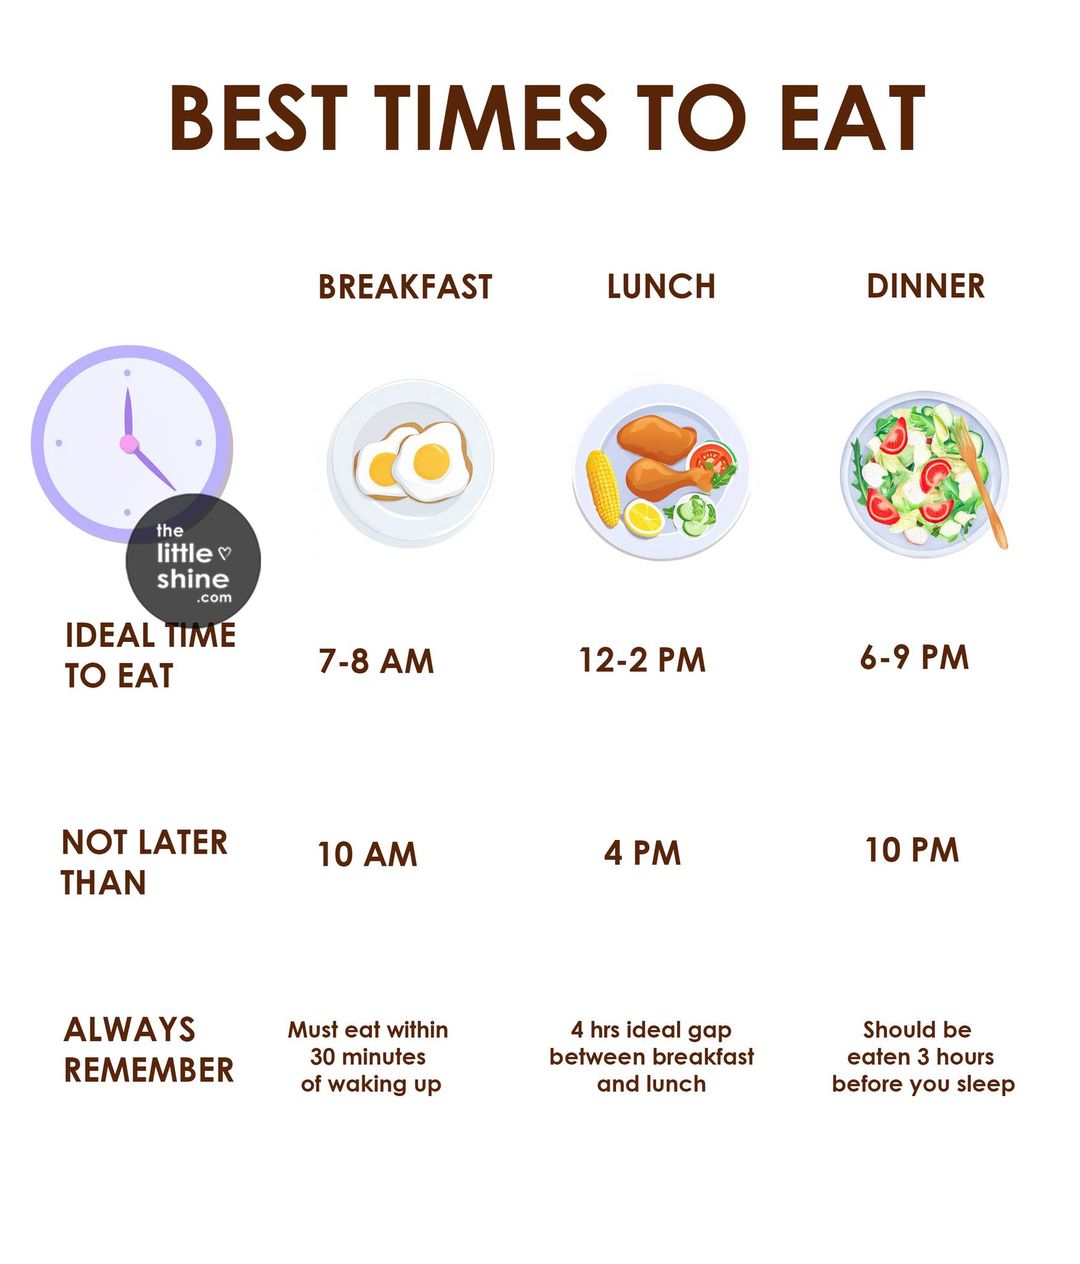 BEST TIMES TO EAT
BREAKFAST
LUNCH
DINNER
the
little ♡
shine
.com
IDEAL TIME
TO EAT
7-8 AM
12-2 PM
6-9 PM
NOT LATER
THAN
10 AM
4 PM
10 PM
ALWAYS
REMEMBER
Must eat within
30 minutes
of waking up
4 hrs ideal gap
between breakfast
and lunch
Should be
eaten 3 hours
before you sleep